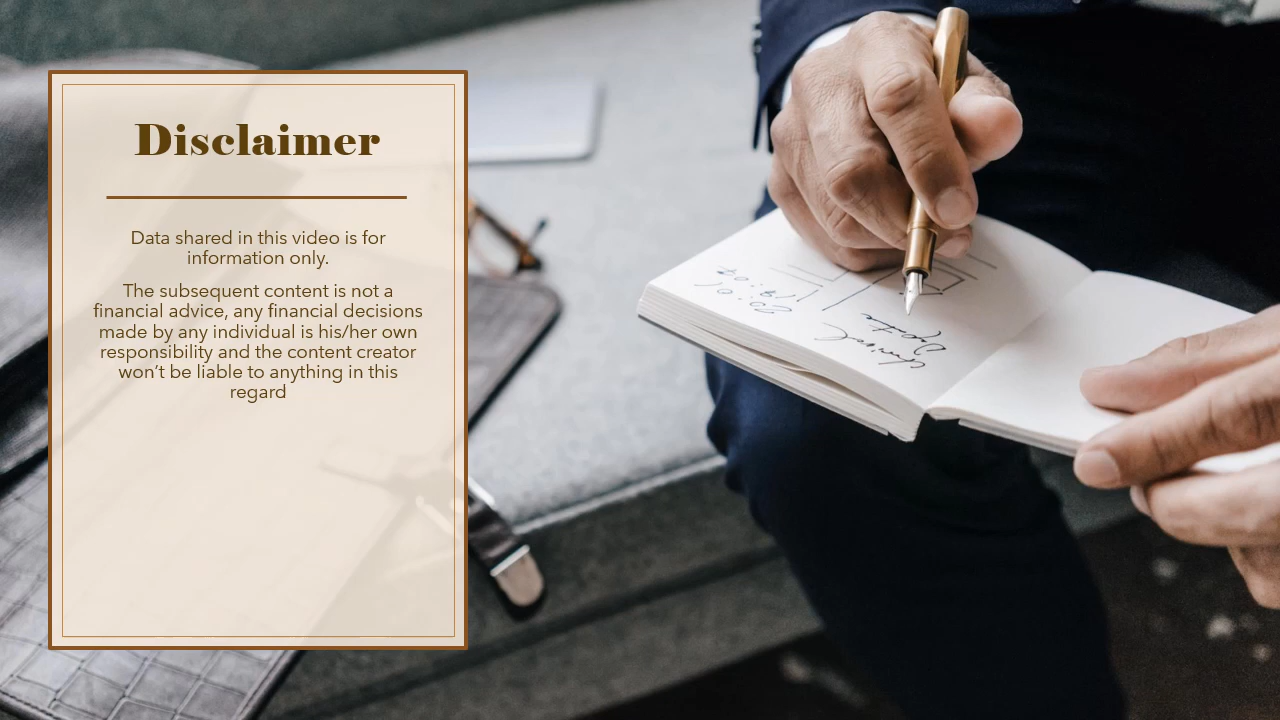 Disclaimer
Data shared in this video is for
information only.
The subsequent content is not a
financial advice, any financial decisions
made by any individual is his/her own
responsibility and the content creator
won't be liable to anything in this
regard